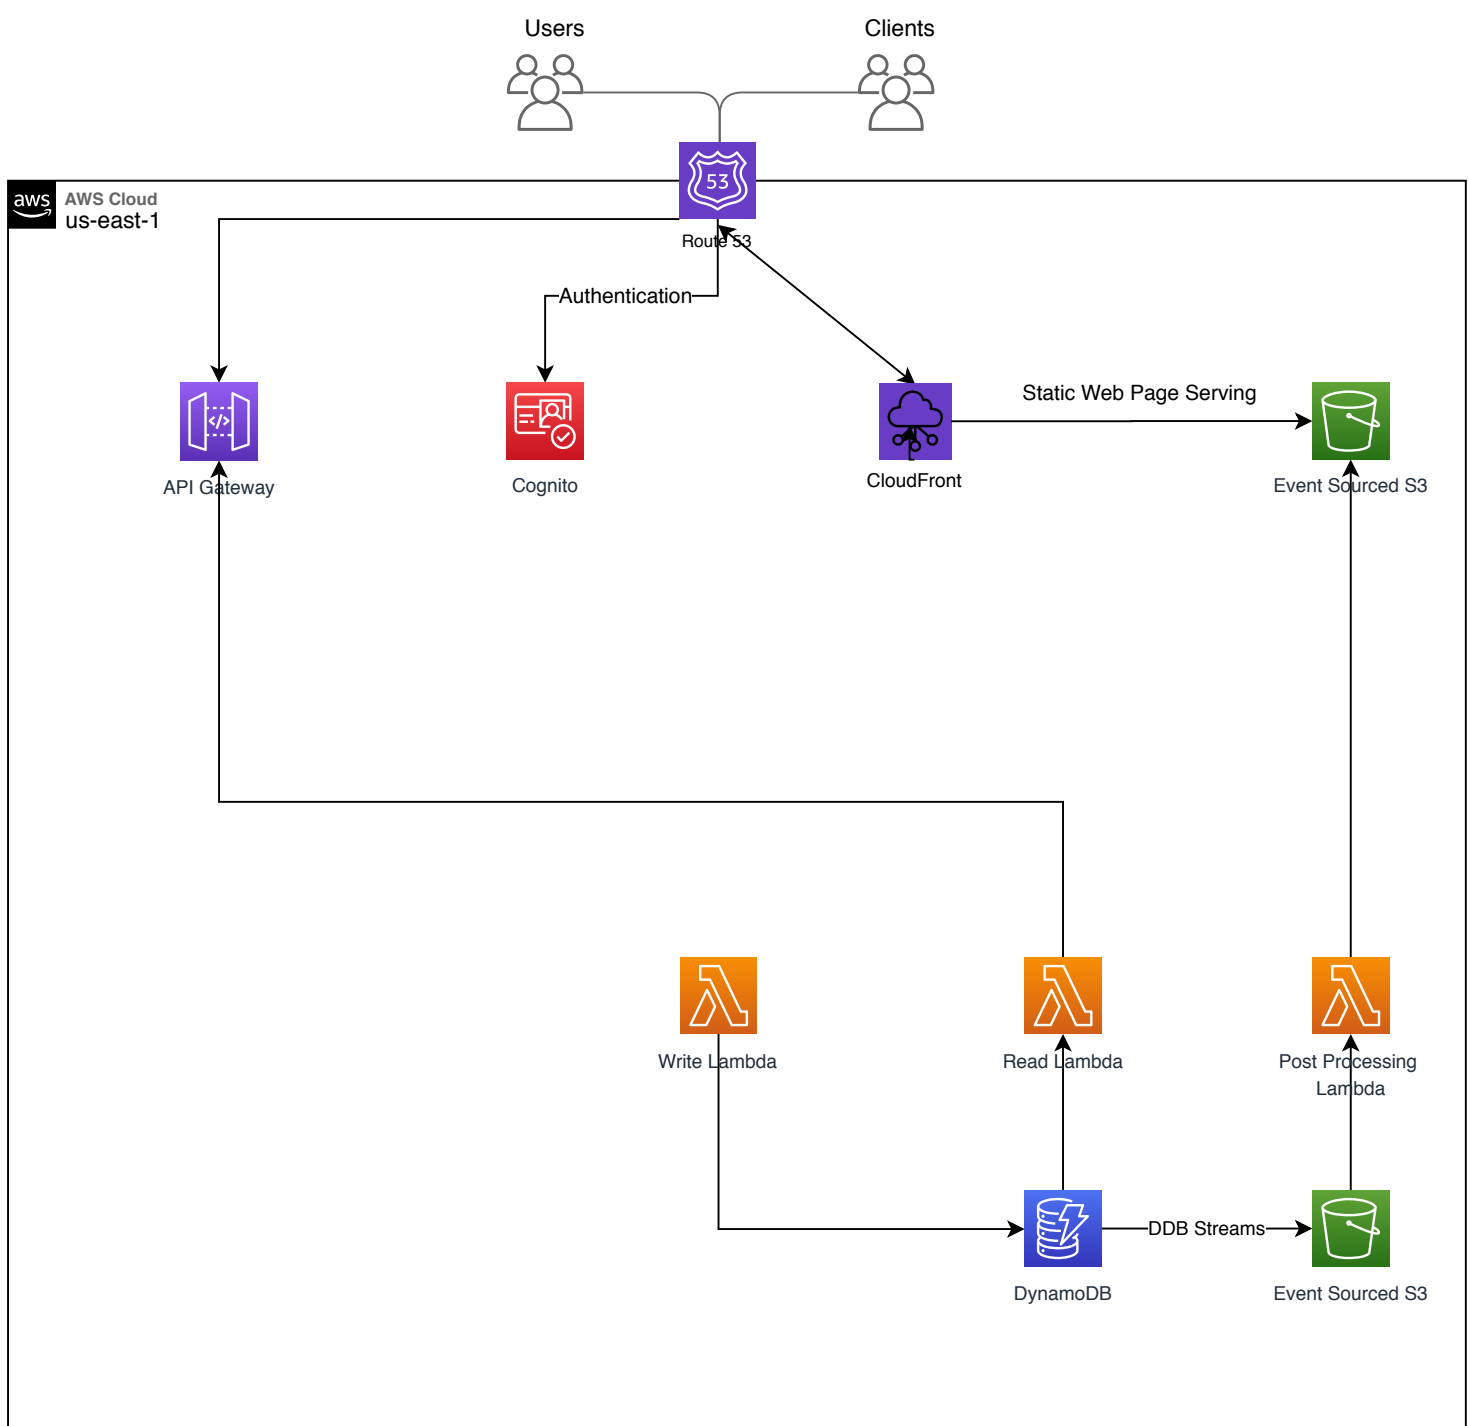 Users
Clients
53
aws
AWS Cloud
us-east-1
Route 53
Authentication
Static Web Page Serving
</>
API Gateway
Cognito
CloudFront
Event Sourced S3
Write Lambda
Read Lambda
Post Processing
Lambda
DDB Streams
DynamoDB
Event Sourced S3